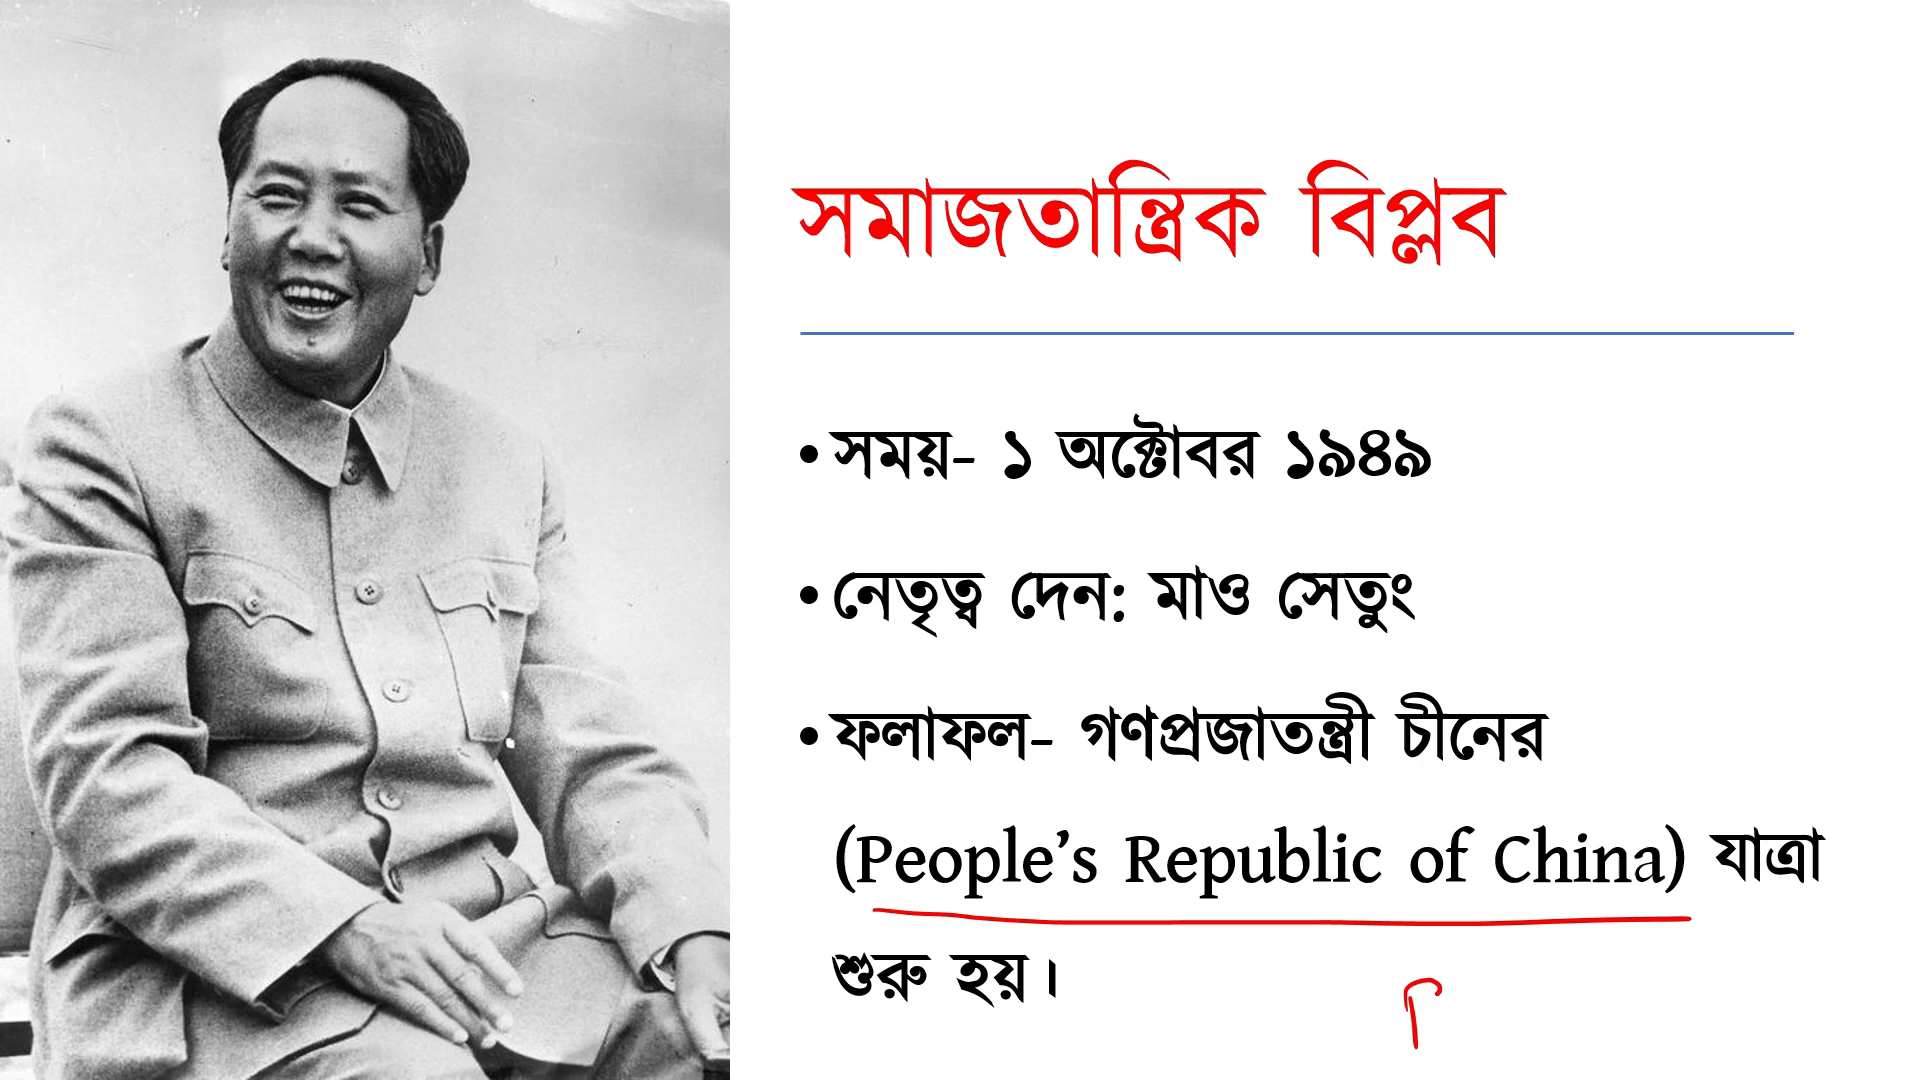 সমাজতান্ত্রিক বিপ্লব
• সময়- ১ অক্টোবর ১৯৪৯
• নেতৃত্ব দেন: মাও সেতুং
• ফলাফল- গণপ্রজাতন্ত্রী চীনের
(People’s Republic of China) যাত্রা
শুরু হয়।